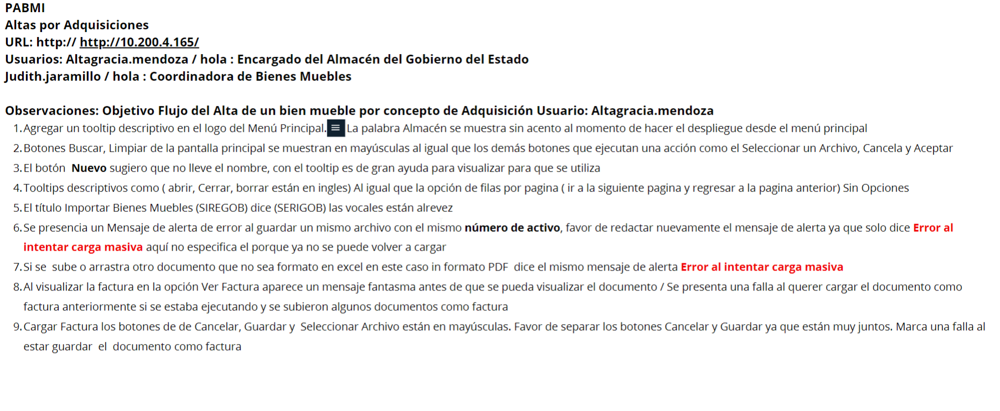 PABMI
Altas por Adquisiciones
URL: http:// http://10.200.4.165/
Usuarios: Altagracia.mendoza / hola : Encargado del Almacén del Gobierno del Estado
Judith.jaramillo / hola : Coordinadora de Bienes Muebles
Observaciones: Objetivo Flujo del Alta de un bien mueble por concepto de Adquisición Usuario: Altagracia.mendoza
1. Agregar un tooltip descriptivo en el logo del Menú Principal. La palabra Almacén se muestra sin acento al momento de hacer el despliegue desde el menú principal
2. Botones Buscar, Limpiar de la pantalla principal se muestran en mayúsculas al igual que los demás botones que ejecutan una acción como el Seleccionar un Archivo, Cancela y Aceptar
3. El botón  Nuevo sugiero que no lleve el nombre, con el tooltip es de gran ayuda para visualizar para que se utiliza
4. Tooltips descriptivos como ( abrir, Cerrar, borrar están en ingles) Al igual que la opción de filas por pagina ( ir a la siguiente pagina y regresar a la pagina anterior) Sin Opciones
5. El título Importar Bienes Muebles (SIREGOB) dice (SERIGOB) las vocales están alrevez
6. Se presencia un Mensaje de alerta de error al guardar un mismo archivo con el mismo número de activo, favor de redactar nuevamente el mensaje de alerta ya que solo dice Error al
intentar carga masiva aquí no especifica el porque ya no se puede volver a cargar
7. Si se  sube o arrastra otro documento que no sea formato en excel en este caso in formato PDF  dice el mismo mensaje de alerta Error al intentar carga masiva
8. Al visualizar la factura en la opción Ver Factura aparece un mensaje fantasma antes de que se pueda visualizar el documento / Se presenta una falla al querer cargar el documento como
factura anteriormente si se estaba ejecutando y se subieron algunos documentos como factura
9. Cargar Factura los botones de de Cancelar, Guardar y  Seleccionar Archivo están en mayúsculas. Favor de separar los botones Cancelar y Guardar ya que están muy juntos. Marca una falla al
estar guardar  el  documento como factura